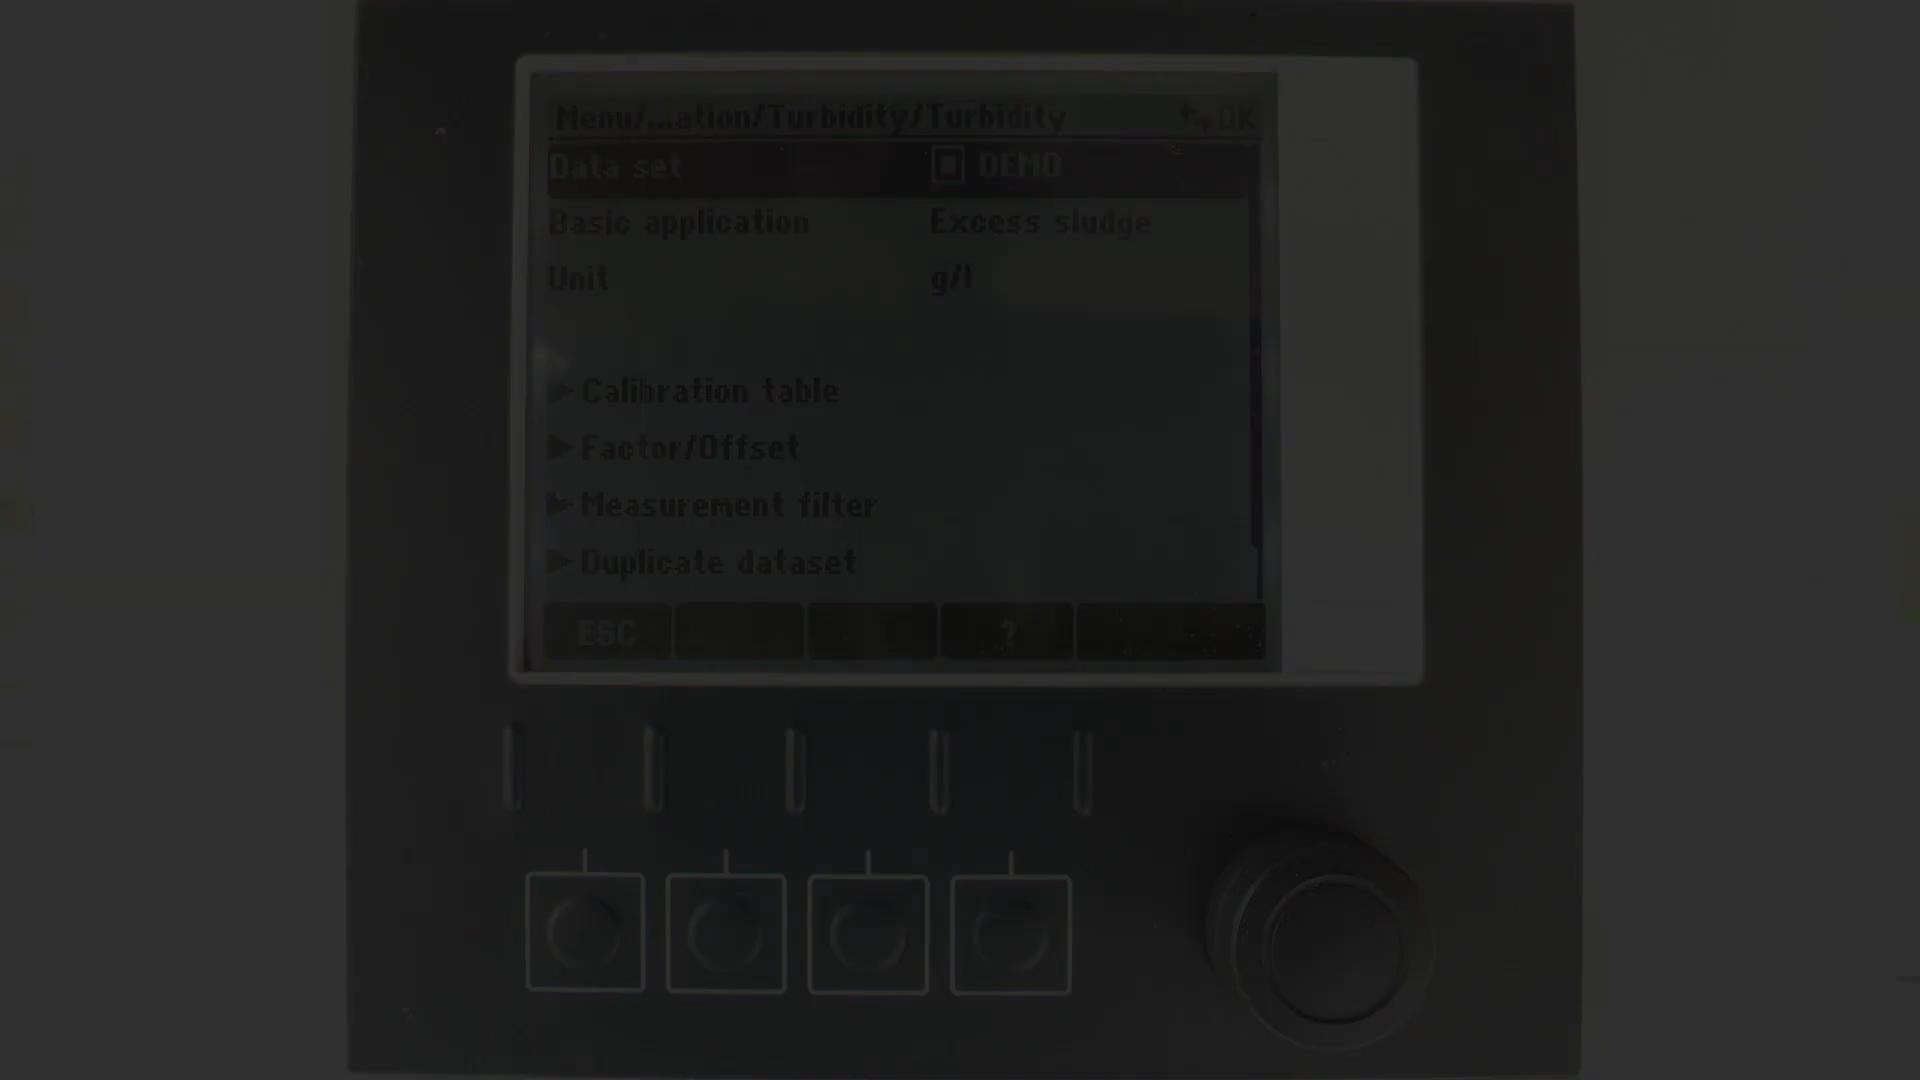 Menu/...ation/Turbidity/Turbidity OK
Data set DEMO
Basic application Excess sludge
Unit g/l
Calibration table
Factor/Offset
Measurement filter
Duplicate dataset
ESC ?